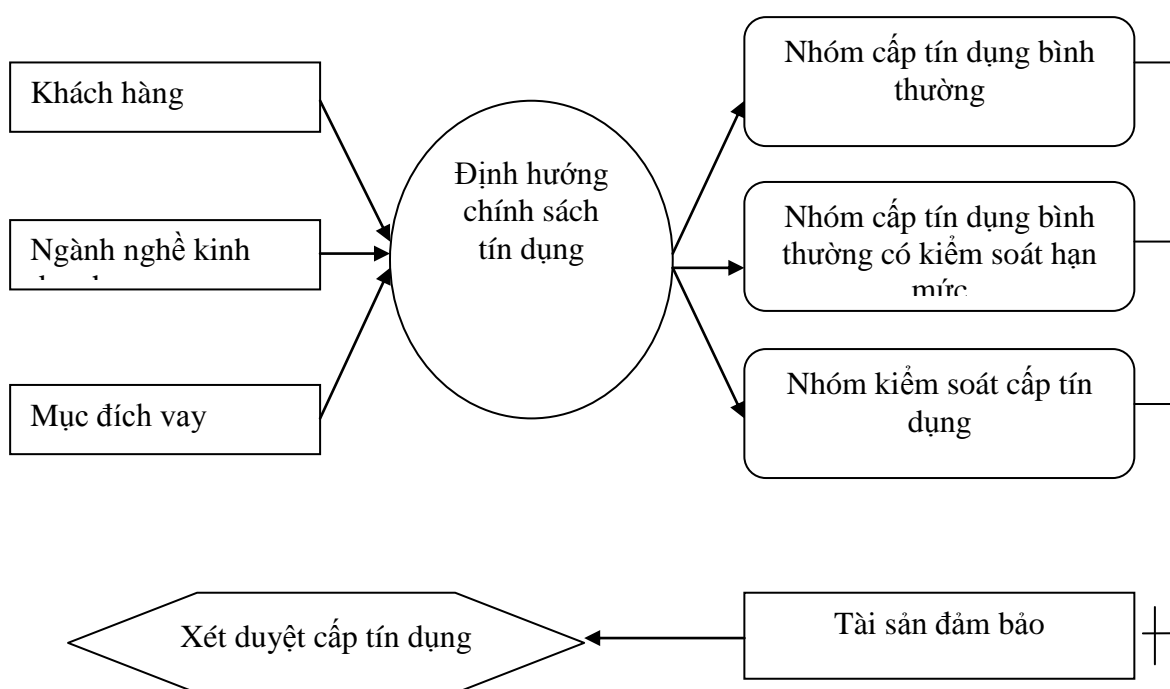 Khách hàng
Ngành nghề kinh
Mục đích vay
Định hướng
chính sách
tín dụng
Nhóm cấp tín dụng bình
thường
Nhóm cấp tín dụng bình
thường có kiểm soát hạn
mức
Nhóm kiểm soát cấp tín
dụng
Xét duyệt cấp tín dụng
Tài sản đảm bảo